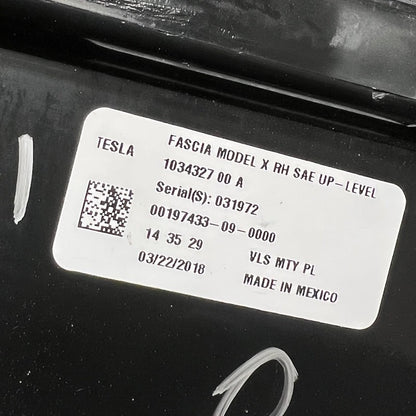 TESLA
FASCIA MODEL X RH SAE UP-LEVEL
1034327 00 A
Serial(S): 031972
00197433-09-0000
14 35 29
VLS MTY PL
03/22/2018
MADE IN MEXICO